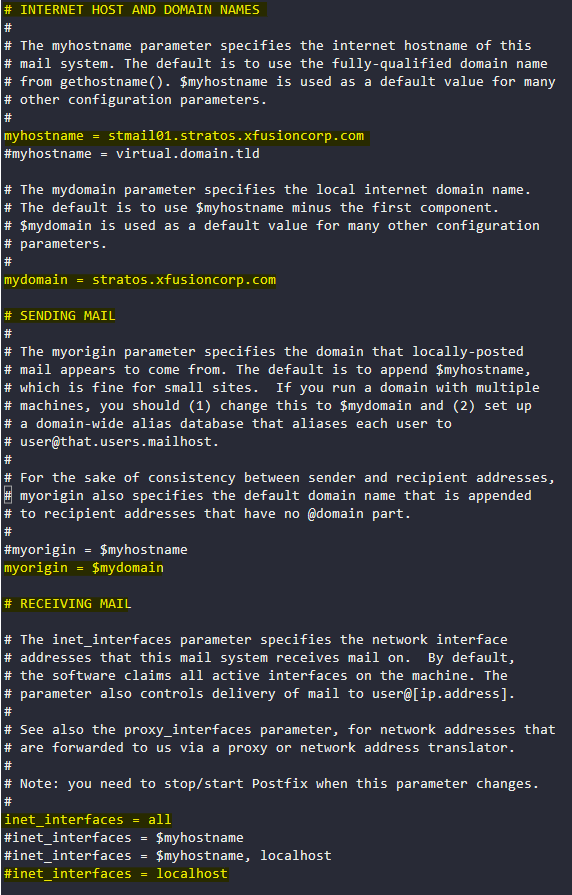 # INTERNET HOST AND DOMAIN NAMES
#
# The myhostname parameter specifies the internet hostname of this
# mail system. The default is to use the fully-qualified domain name
# from gethostname(). $myhostname is used as a default value for many
# other configuration parameters.
#
myhostname = stmail01.stratos.xfusioncorp.com
#myhostname = virtual.domain.tld

# The mydomain parameter specifies the local internet domain name.
# The default is to use $myhostname minus the first component.
# $mydomain is used as a default value for many other configuration
# parameters.
#
mydomain = stratos.xfusioncorp.com

# SENDING MAIL
#
# The myorigin parameter specifies the domain that locally-posted
# mail appears to come from. The default is to append $myhostname,
# which is fine for small sites.  If you run a domain with multiple
# machines, you should (1) change this to $mydomain and (2) set up
# a domain-wide alias database that aliases each user to
# user@that.users.mailhost.
#
# For the sake of consistency between sender and recipient addresses,
# myorigin also specifies the default domain name that is appended
# to recipient addresses that have no @domain part.
#
#myorigin = $myhostname
myorigin = $mydomain

# RECEIVING MAIL

# The inet_interfaces parameter specifies the network interface
# addresses that this mail system receives mail on.  By default,
# the software claims all active interfaces on the machine. The
# parameter also controls delivery of mail to user@[ip.address].
#
# See also the proxy_interfaces parameter, for network addresses that
# are forwarded to us via a proxy or network address translator.
#
# Note: you need to stop/start Postfix when this parameter changes.
#
inet_interfaces = all
#inet_interfaces = $myhostname
#inet_interfaces = $myhostname, localhost
#inet_interfaces = localhost